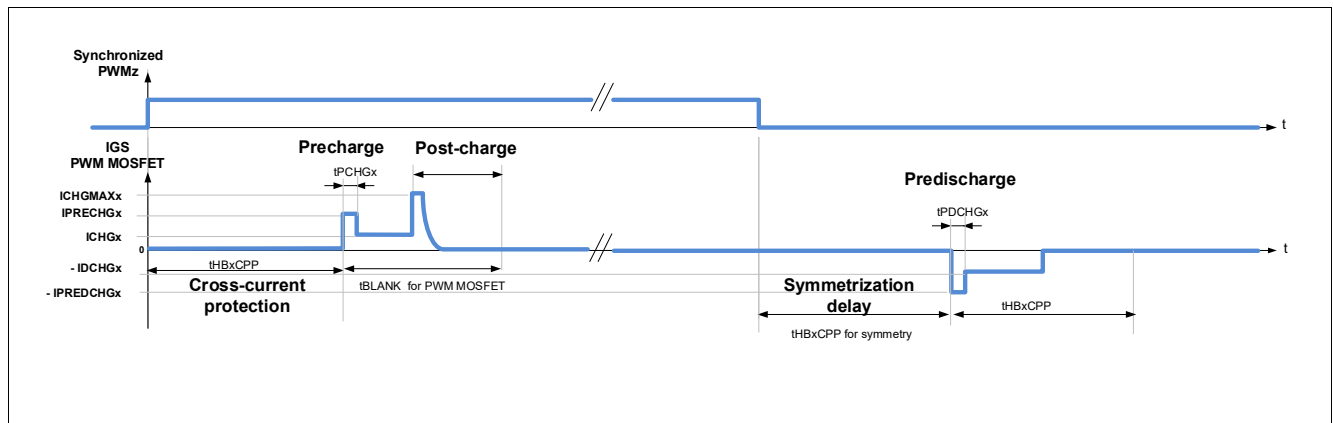 Synchronized
PWMz
t
IGS
PWM MOSFET
Precharge
Post-charge
tPCHGx
Predischarge
tPDCHGx
ICHGMAXx
IPRECHGx
ICHGx
0
t
- IDCHGx
- IPREDCHGx
tHBxCPP
Cross-current
protection
tBLANK for PWM MOSFET
Symmetrization
delay
tHBxCPP
tHBxCPP for symmetry